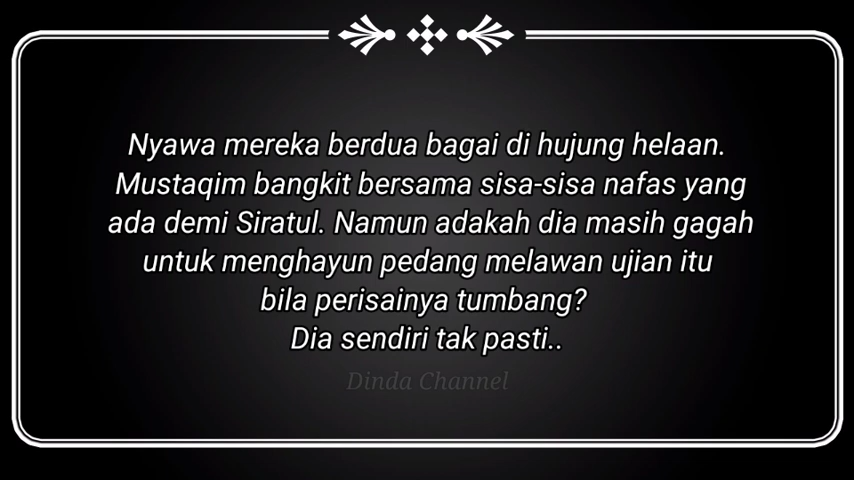 Nyawa mereka berdua bagai di hujung helaan.
Mustaqim bangkit bersama sisa-sisa nafas yang
ada demi Siratul. Namun adakah dia masih gagah
untuk menghayun pedang melawan ujian itu
bila perisainya tumbang?
Dia sendiri tak pasti..
Dinda Channel